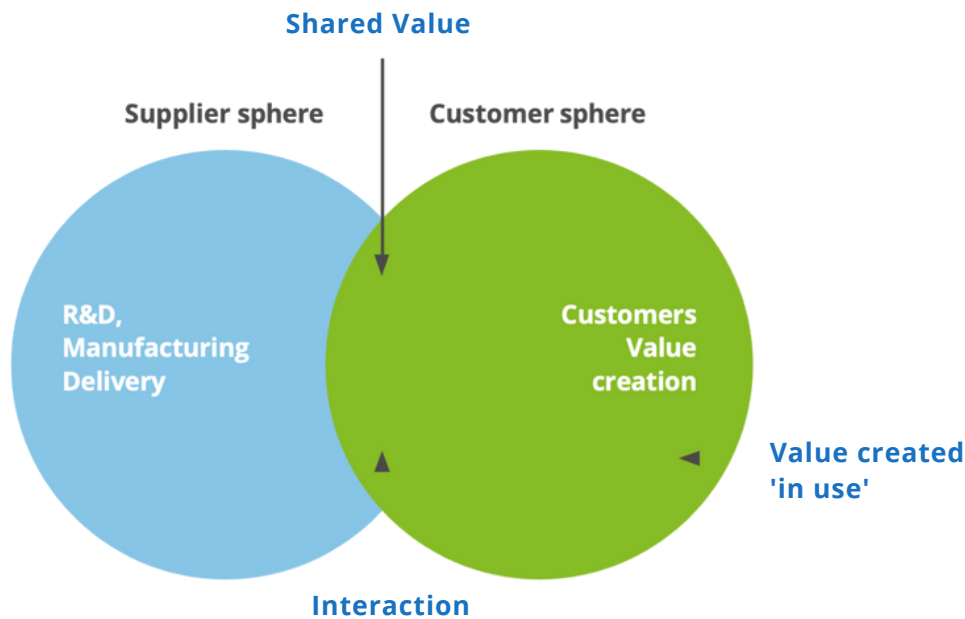 Shared Value
Supplier sphere
Customer sphere
R&D,
Manufacturing
Delivery
Customers
Value
creation
Value created
'in use'
Interaction